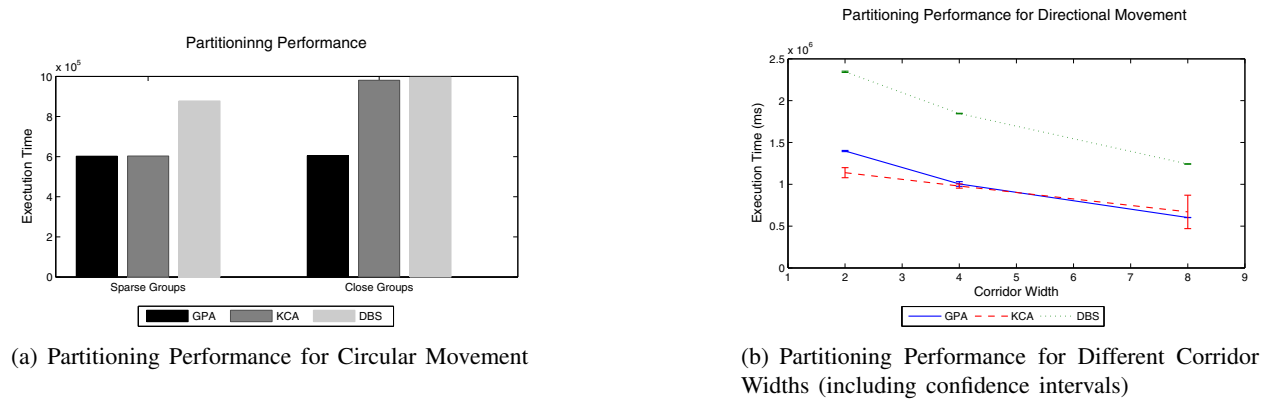 Partitioninng Performance
x 10^5
10
8
6
4
2
0
Exectution Time
Sparse Groups
Close Groups
GPA
KCA
DBS
(a) Partitioning Performance for Circular Movement
Partitioning Performance for Directional Movement
x 10^6
2.5
2
1.5
1
0.5
0
Execution Time (ms)
1 2 3 4 5 6 7 8 9
Corridor Width
GPA
KCA
DBS
(b) Partitioning Performance for Different Corridor
Widths (including confidence intervals)